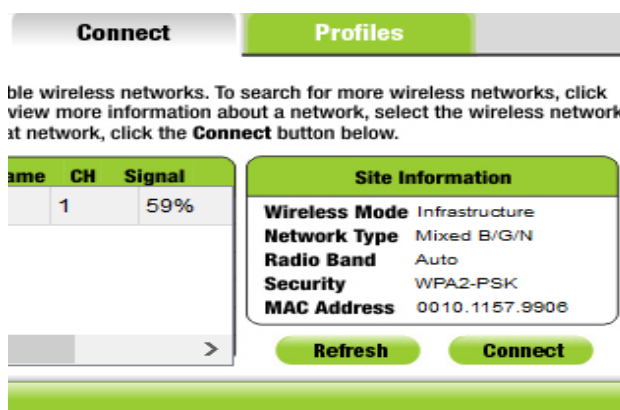 Connect Profiles
ble wireless networks. To search for more wireless networks, click
view more information about a network, select the wireless network
at network, click the Connect button below.
ame CH Signal
1 59%
Site Information
Wireless Mode Infrastructure
Network Type Mixed B/G/N
Radio Band Auto
Security WPA2-PSK
MAC Address 0010.1157.9906
Refresh Connect